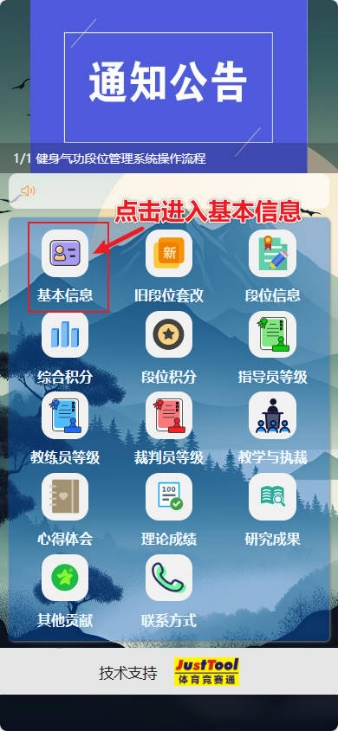 通知公告
1/1 健身气功段位管理系统操作流程
点击进入基本信息
新
基本信息 旧段位套改 段位信息
综合积分 段位积分 指导员等级
教练员等级 裁判员等级 教学与执裁
100
心得体会 理论成绩 研究成果
其他贡献 联系方式
技术支持 JustTool
体育竞赛通